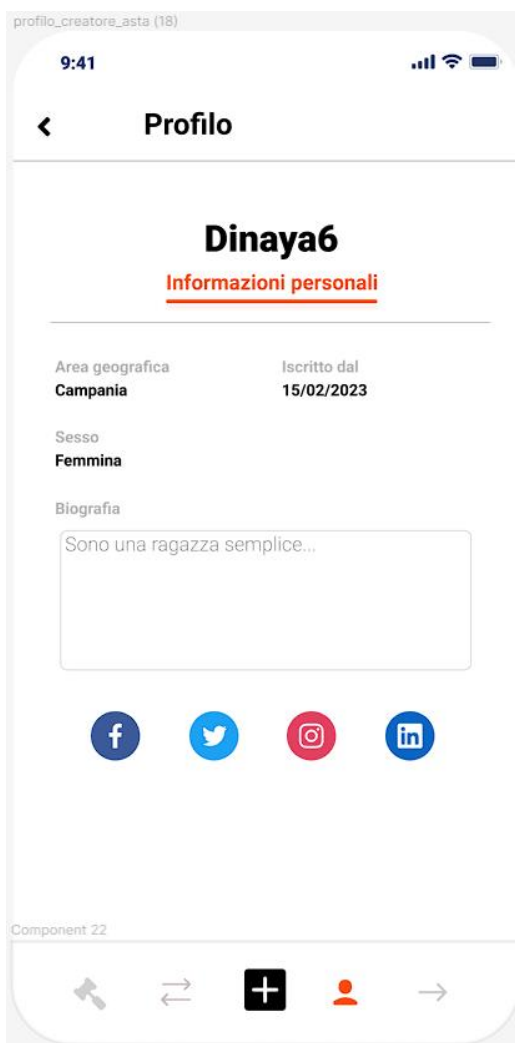 profilo_creatore_asta (18)
9:41
Profilo
Dinaya6
Informazioni personali
Area geografica
Iscritto dal
Campania
15/02/2023
Sesso
Femmina
Biografia
Sono una ragazza semplice...
Component 22